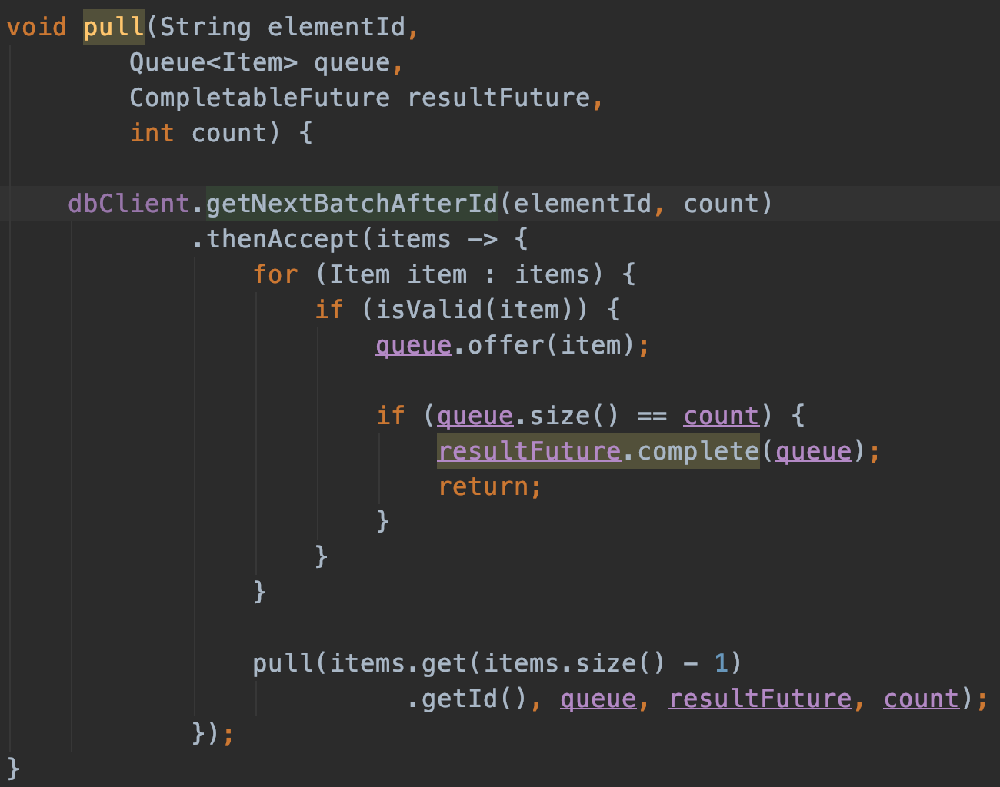 void pull(String elementId,
Queue<Item> queue,
CompletableFuture resultFuture,
int count) {
dbClient.getNextBatchAfterId(elementId, count)
.thenAccept(items -> {
for (Item item : items) {
if (isValid(item)) {
queue.offer(item);
if (queue.size() == count) {
resultFuture.complete(queue);
return;
}
}
}
pull(items.get(items.size() - 1)
.getId(), queue, resultFuture, count);
});
}